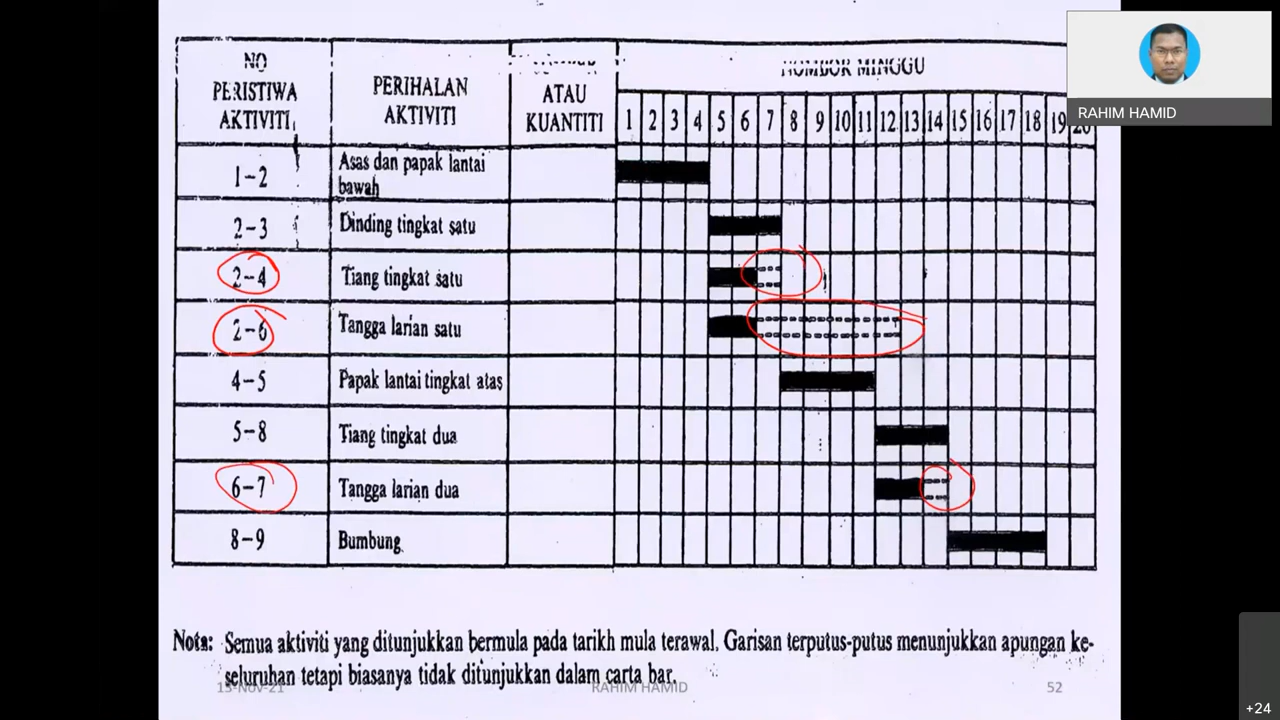 NO
PERISTIWA
AKTIVITI
PERIHALAN
AKTIVITI
ATAU
KUANTITI
NOMBOR MINGGU
1 2 3 4 5 6 7 8 9 10 11 12 13 14 15 16 17 18 19 20
1-2 Asas dan papak lantai
bawah
2-3 Dinding tingkat satu
2-4 Tiang tingkat satu
2-6 Tangga larian satu
4-5 Papak lantai tingkat atas
5-8 Tiang tingkat dua
6-7 Tangga larian dua
8-9 Bumbung
Nota: Semua aktiviti yang ditunjukkan bermula pada tarikh mula terawal. Garisan terputus-putus menunjukkan apungan ke-
seluruhan tetapi biasanya tidak ditunjukkan dalam carta bar.
15-Nov-21 RAHIM HAMID 52
RAHIM HAMID
+24